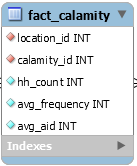 fact_calamity
location_id INT
calamity_id INT
hh_count INT
avg_frequency INT
avg_aid INT
Indexes